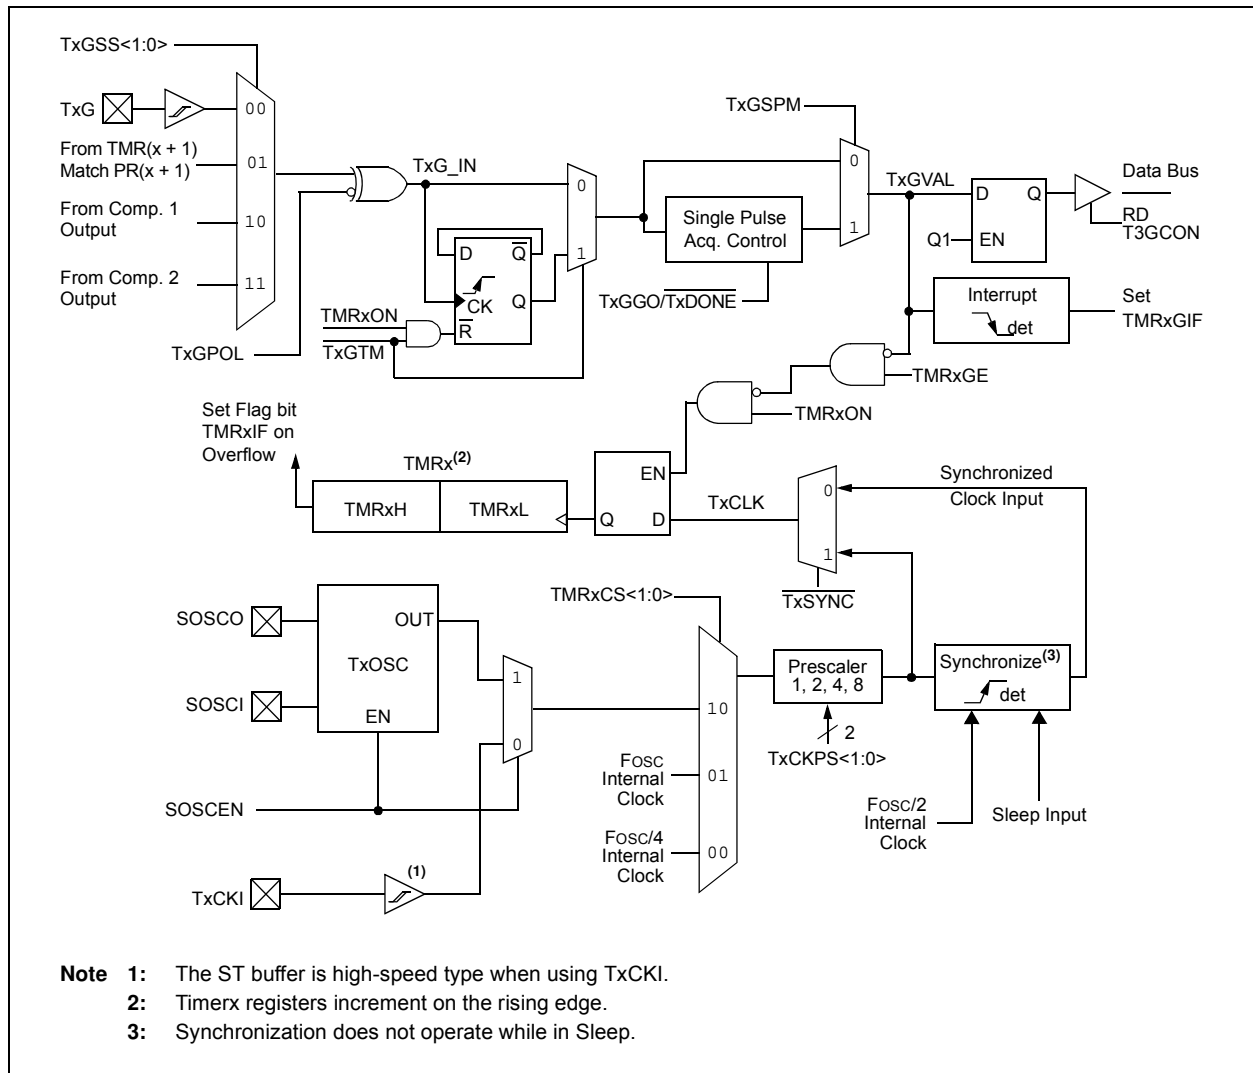 TxGSS<1:0>
TxG
00
From TMR(x + 1)
Match PR(x + 1)
01
From Comp. 1
Output
10
From Comp. 2
Output
11
TxGPOL
TxG_IN
0
1
D
Q
CK
Q
R
TMRxON
TxGTM
TxGSPM
0
1
Single Pulse
Acq. Control
TxGGO/TxDONE
TxGVAL
D
Q
Q1
EN
Data Bus
RD
T3GCON
Interrupt
det
Set
TMRxGIF
TMRxGE
TMRxON
Set Flag bit
TMRxIF on
Overflow
TMRx(2)
TMRxH
TMRxL
EN
Q
D
TxCLK
0
1
TxSYNC
Synchronized
Clock Input
SOSCO
SOSCI
OUT
TxOSC
EN
1
0
SOSCEN
TxCKI
(1)
TMRxCS<1:0>
10
FOSC
Internal
Clock
01
FOSC/4
Internal
Clock
00
Prescaler
1, 2, 4, 8
2
TxCKPS<1:0>
Synchronize(3)
det
FOSC/2
Internal
Clock
Sleep Input
Note 1: The ST buffer is high-speed type when using TxCKI.
2: Timerx registers increment on the rising edge.
3: Synchronization does not operate while in Sleep.